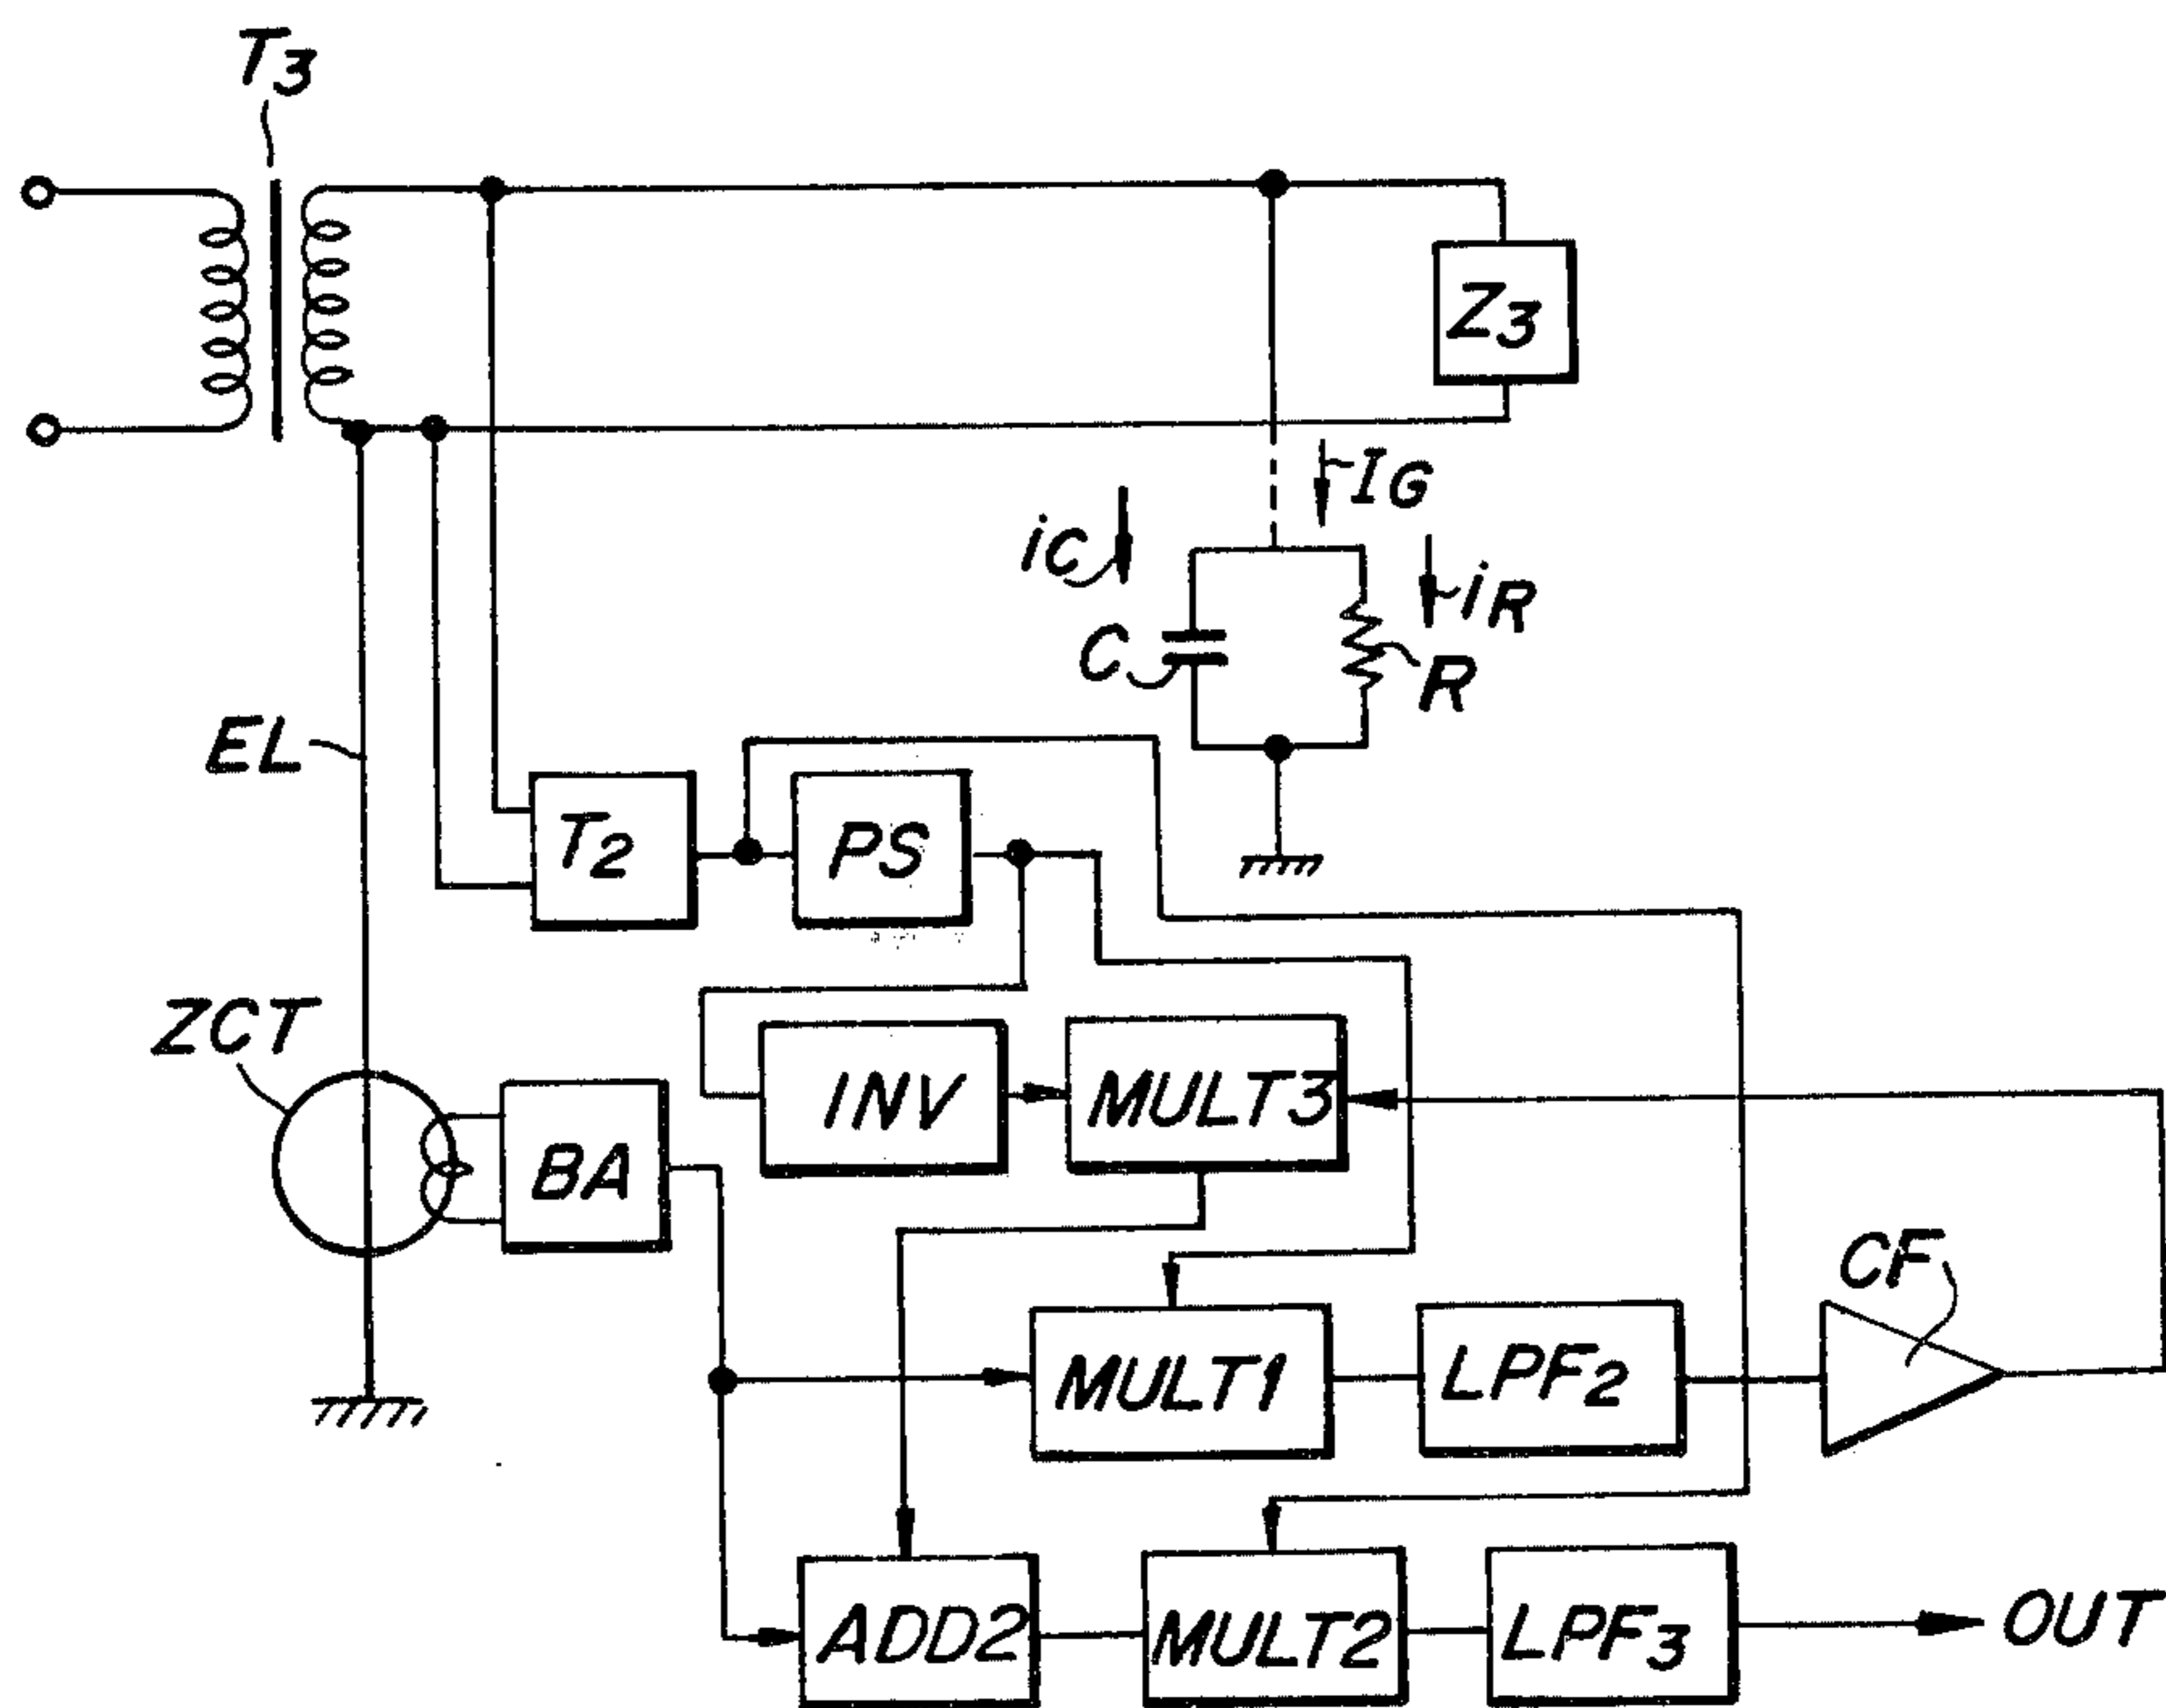 T3
Z3
IG
ic
iR
C
R
EL
T2
PS
ZCT
INV
MULT3
BA
CF
MULT1
LPF2
ADD2
MULT2
LPF3
OUT